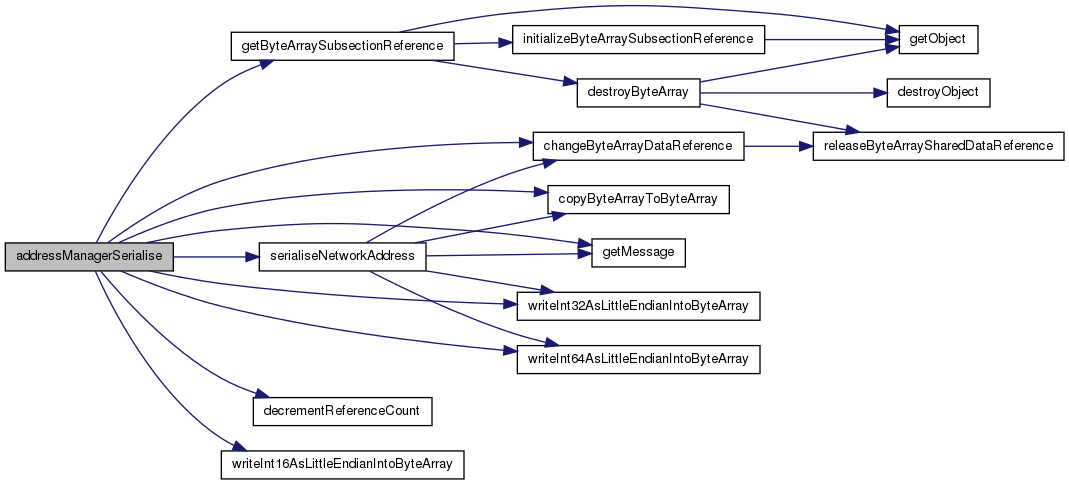 getByteArraySubsectionReference
initializeByteArraySubsectionReference
getObject
destroyByteArray
destroyObject
changeByteArrayDataReference
releaseByteArraySharedDataReference
copyByteArrayToByteArray
getMessage
addressManagerSerialise
serialiseNetworkAddress
writeInt32AsLittleEndianIntoByteArray
writeInt64AsLittleEndianIntoByteArray
decrementReferenceCount
writeInt16AsLittleEndianIntoByteArray